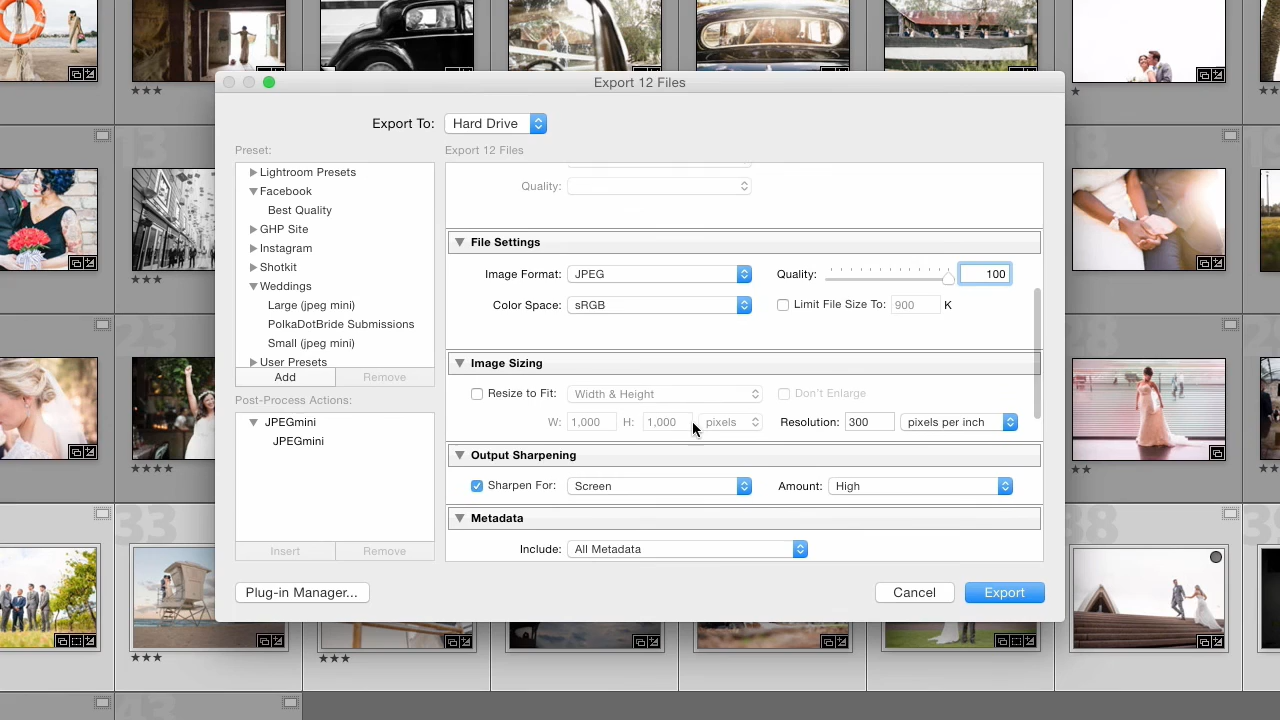 Export 12 Files
Export To: Hard Drive
Preset:
Export 12 Files
Lightroom Presets
Facebook
Best Quality
GHP Site
Instagram
Shotkit
Weddings
Large (jpeg mini)
PolkaDotBride Submissions
Small (jpeg mini)
User Presets
Add
Remove
Post-Process Actions:
JPEGmini
JPEGmini
Insert
Remove
Quality:
File Settings
Image Format: JPEG
Quality: 100
Color Space: sRGB
Limit File Size To: 900 K
Image Sizing
Resize to Fit: Width & Height
Don't Enlarge
W: 1,000 H: 1,000 pixels
Resolution: 300 pixels per inch
Output Sharpening
Sharpen For: Screen
Amount: High
Metadata
Include: All Metadata
Plug-in Manager...
Cancel
Export
13
23
33
43